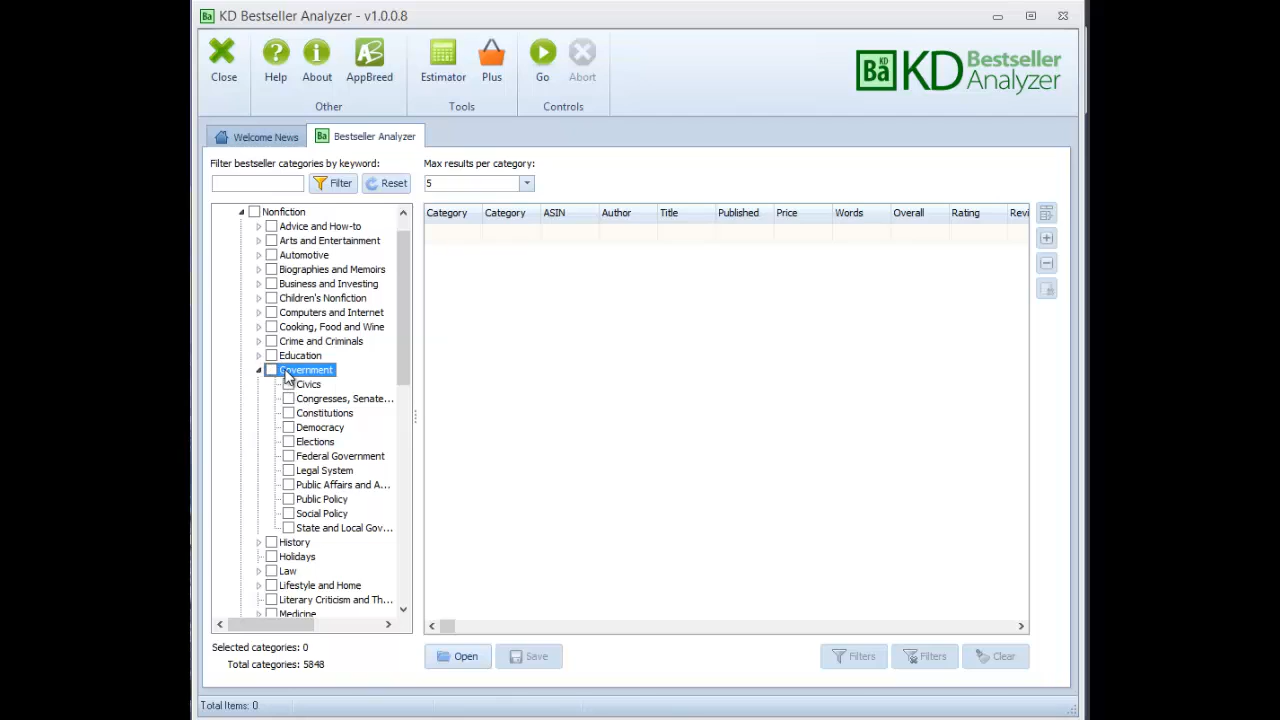 Ba KD Bestseller Analyzer - v1.0.0.8
Close
Help
About
AppBreed
Estimator
Plus
Go
Abort
Other
Tools
Controls
KD Ba KD Bestseller Analyzer
Welcome News
Ba Bestseller Analyzer
Filter bestseller categories by keyword:
Max results per category:
Filter
Reset
5
Nonfiction
Advice and How-to
Arts and Entertainment
Automotive
Biographies and Memoirs
Business and Investing
Children's Nonfiction
Computers and Internet
Cooking, Food and Wine
Crime and Criminals
Education
Government
Civics
Congresses, Senate...
Constitutions
Democracy
Elections
Federal Government
Legal System
Public Affairs and A...
Public Policy
Social Policy
State and Local Gov...
History
Holidays
Law
Lifestyle and Home
Literary Criticism and Th...
Medicine
Category Category ASIN Author Title Published Price Words Overall Rating Revi
Selected categories: 0
Total categories: 5848
Open
Save
Filters
Filters
Clear
Total Items: 0